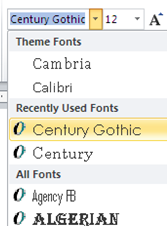 Century Gothic 12 A
Theme Fonts
Cambria
Calibri
Recently Used Fonts
O Century Gothic
O Century
All Fonts
O Agency FB
O ALGERIAN